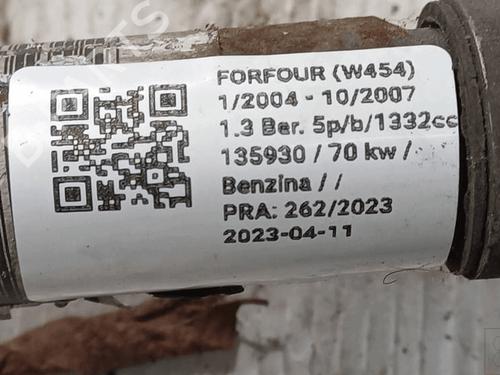 FORFOUR (W454)
1/2004 - 10/2007
1.3 Ber. 5p/b/1332cc
135930 / 70 kw /
Benzina / /
PRA: 262/2023
2023-04-11